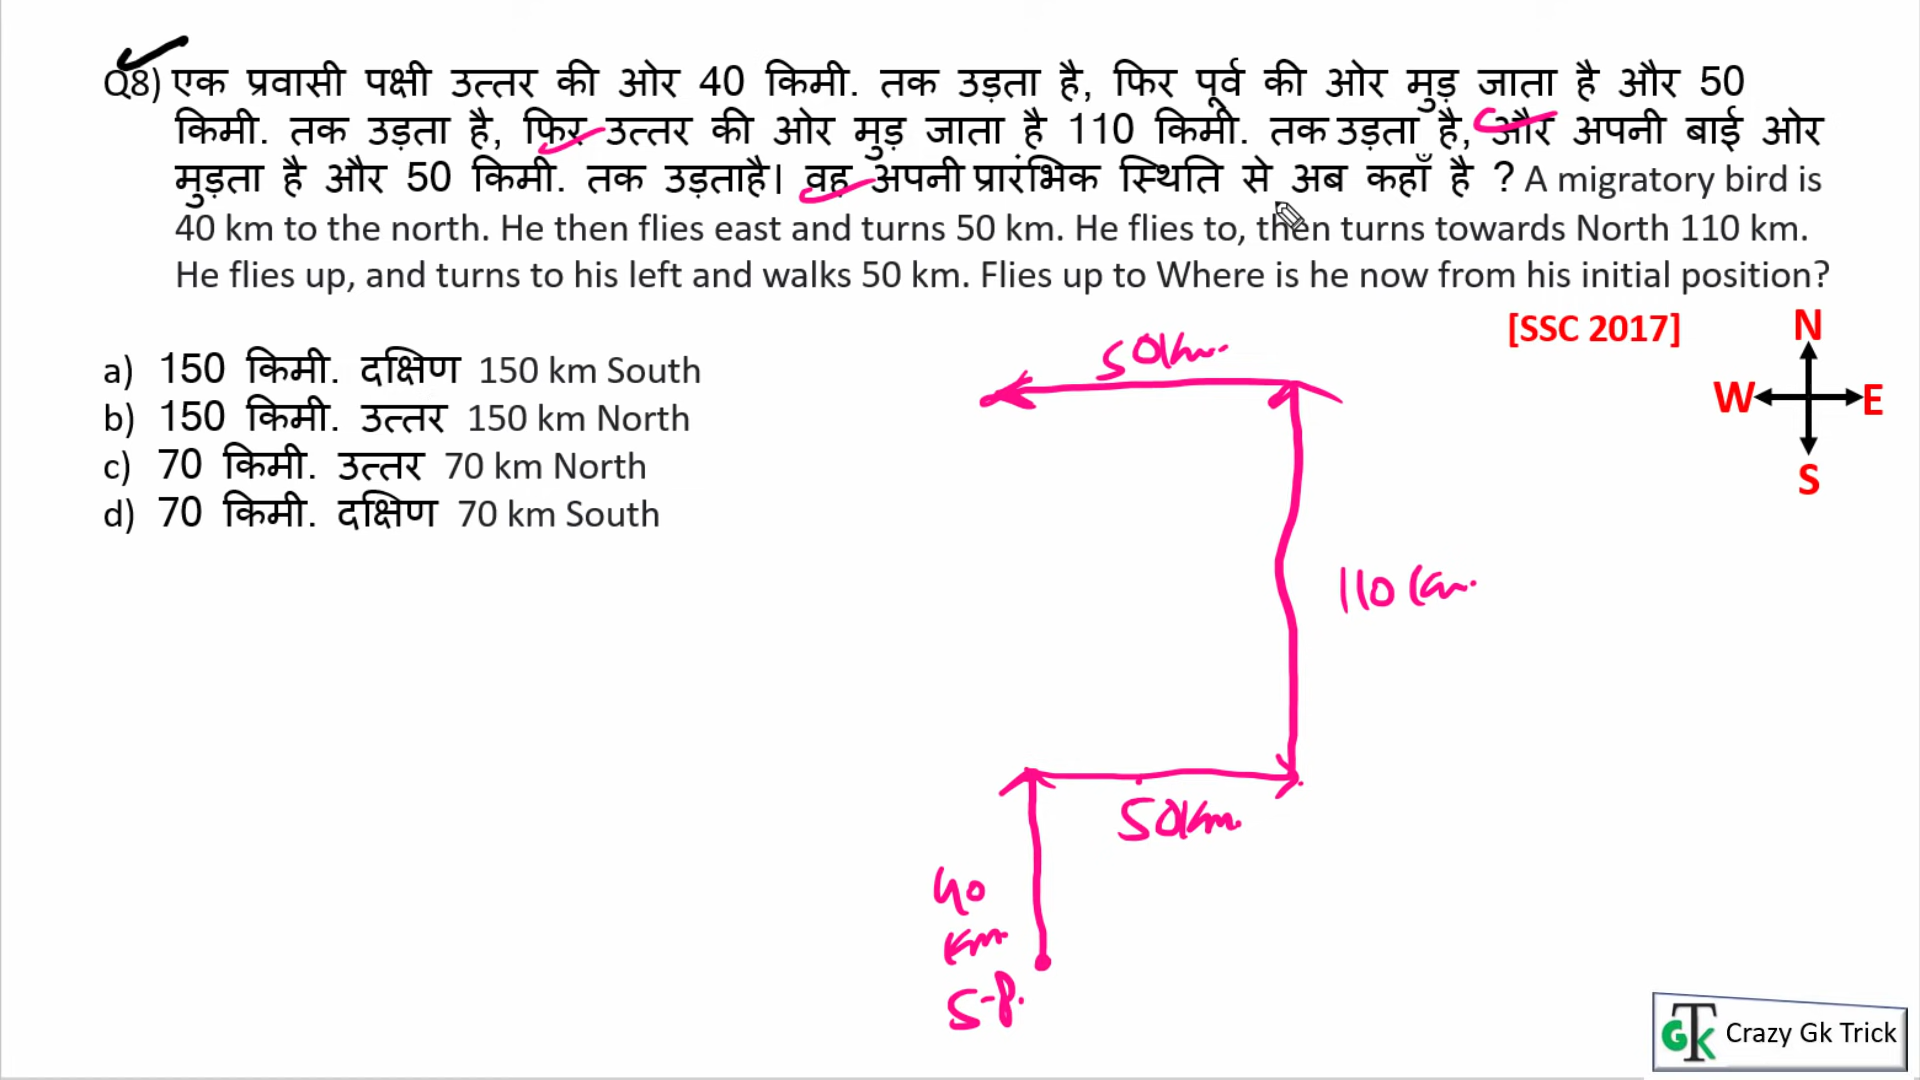 Q8) एक प्रवासी पक्षी उत्तर की ओर 40 किमी. तक उड़ता है, फिर पूर्व की ओर मुड़ जाता है और 50
किमी. तक उड़ता है, फिर उत्तर की ओर मुड़ जाता है 110 किमी. तक उड़ता है, और अपनी बाई ओर
मुड़ता है और 50 किमी. तक उड़ताहै। वह अपनी प्रारंभिक स्थिति से अब कहाँ है ? A migratory bird is
40 km to the north. He then flies east and turns 50 km. He flies to, then turns towards North 110 km.
He flies up, and turns to his left and walks 50 km. Flies up to Where is he now from his initial position?
[SSC 2017]
N
W E
S
a) 150 किमी. दक्षिण 150 km South
b) 150 किमी. उत्तर 150 km North
c) 70 किमी. उत्तर 70 km North
d) 70 किमी. दक्षिण 70 km South
50km.
110 km.
50km.
40
km.
S.P.
GTK Crazy Gk Trick